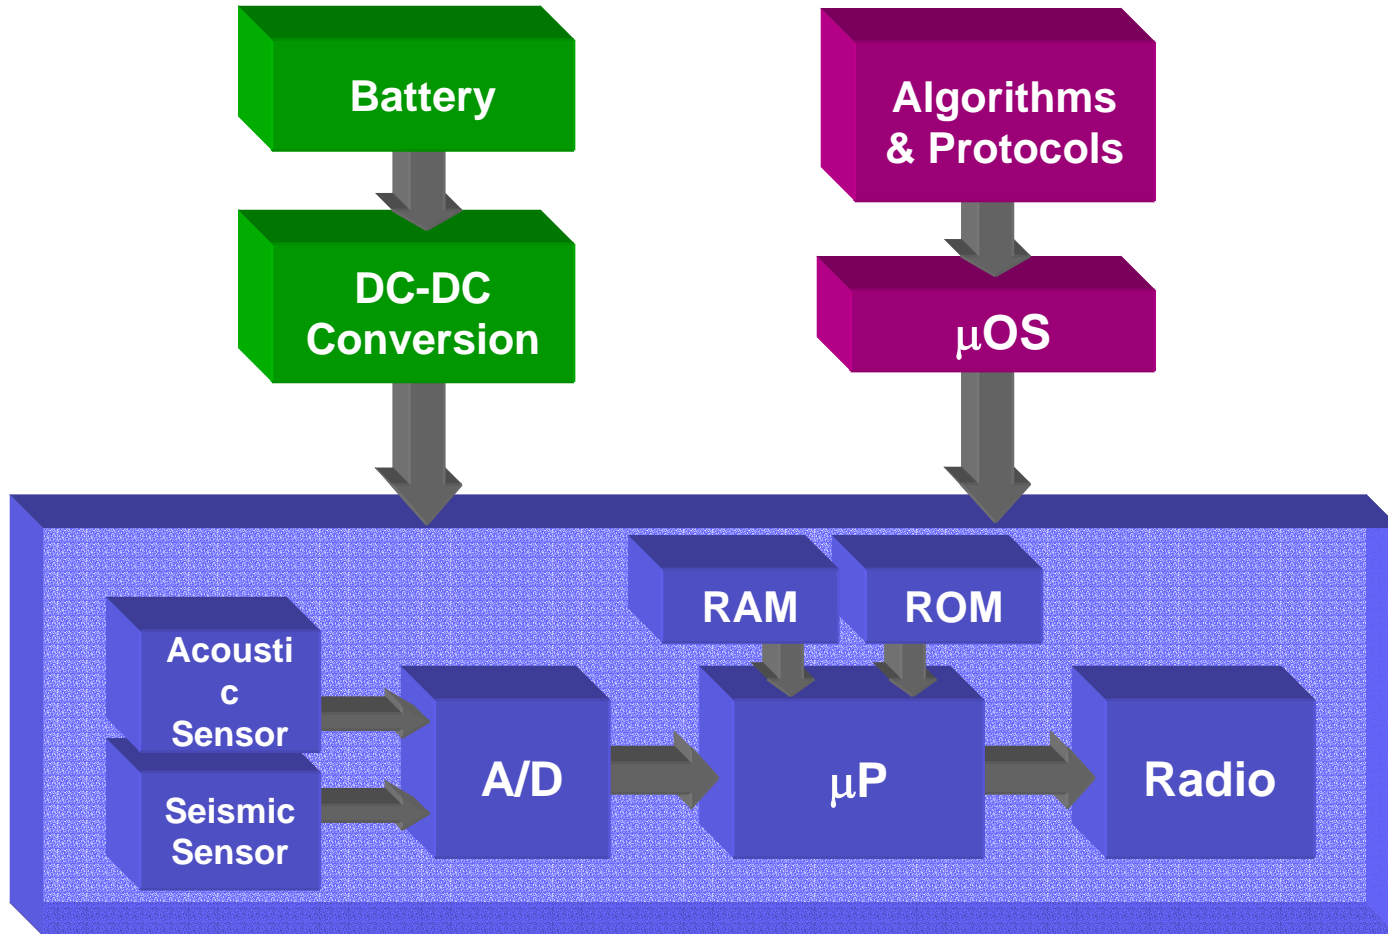 Battery
Algorithms
& Protocols
DC-DC
Conversion
μOS
RAM
ROM
Acousti
c
Sensor
Seismic
Sensor
A/D
μP
Radio